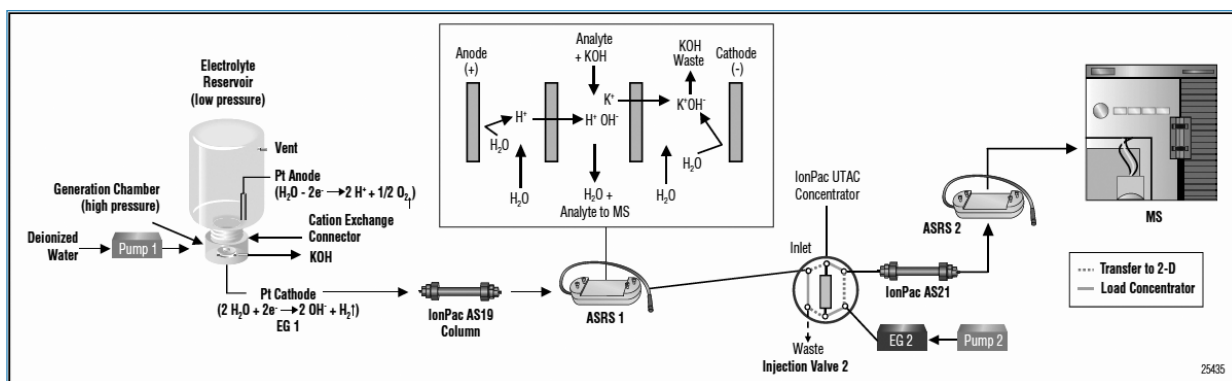 Electrolyte
Reservoir
(low pressure)
Vent
Pt Anode
(H₂O - 2e⁻ → 2 H⁺ + 1/2 O₂↑)
Generation Chamber
(high pressure)
Cation Exchange
Connector
Deionized
Water
Pump 1
KOH
Pt Cathode
(2 H₂O + 2e⁻ → 2 OH⁻ + H₂↑)
EG 1
IonPac AS19
Column
ASRS 1
Anode
(+)
Analyte
+ KOH
KOH
Waste
Cathode
(-)
H⁺
K⁺
H⁺ OH⁻
K⁺OH⁻
H₂O
H₂O
H₂O
H₂O +
Analyte to MS
H₂O
IonPac UTAC
Concentrator
Inlet
Waste
Injection Valve 2
IonPac AS21
EG 2
Pump 2
ASRS 2
MS
Transfer to 2-D
Load Concentrator
25435